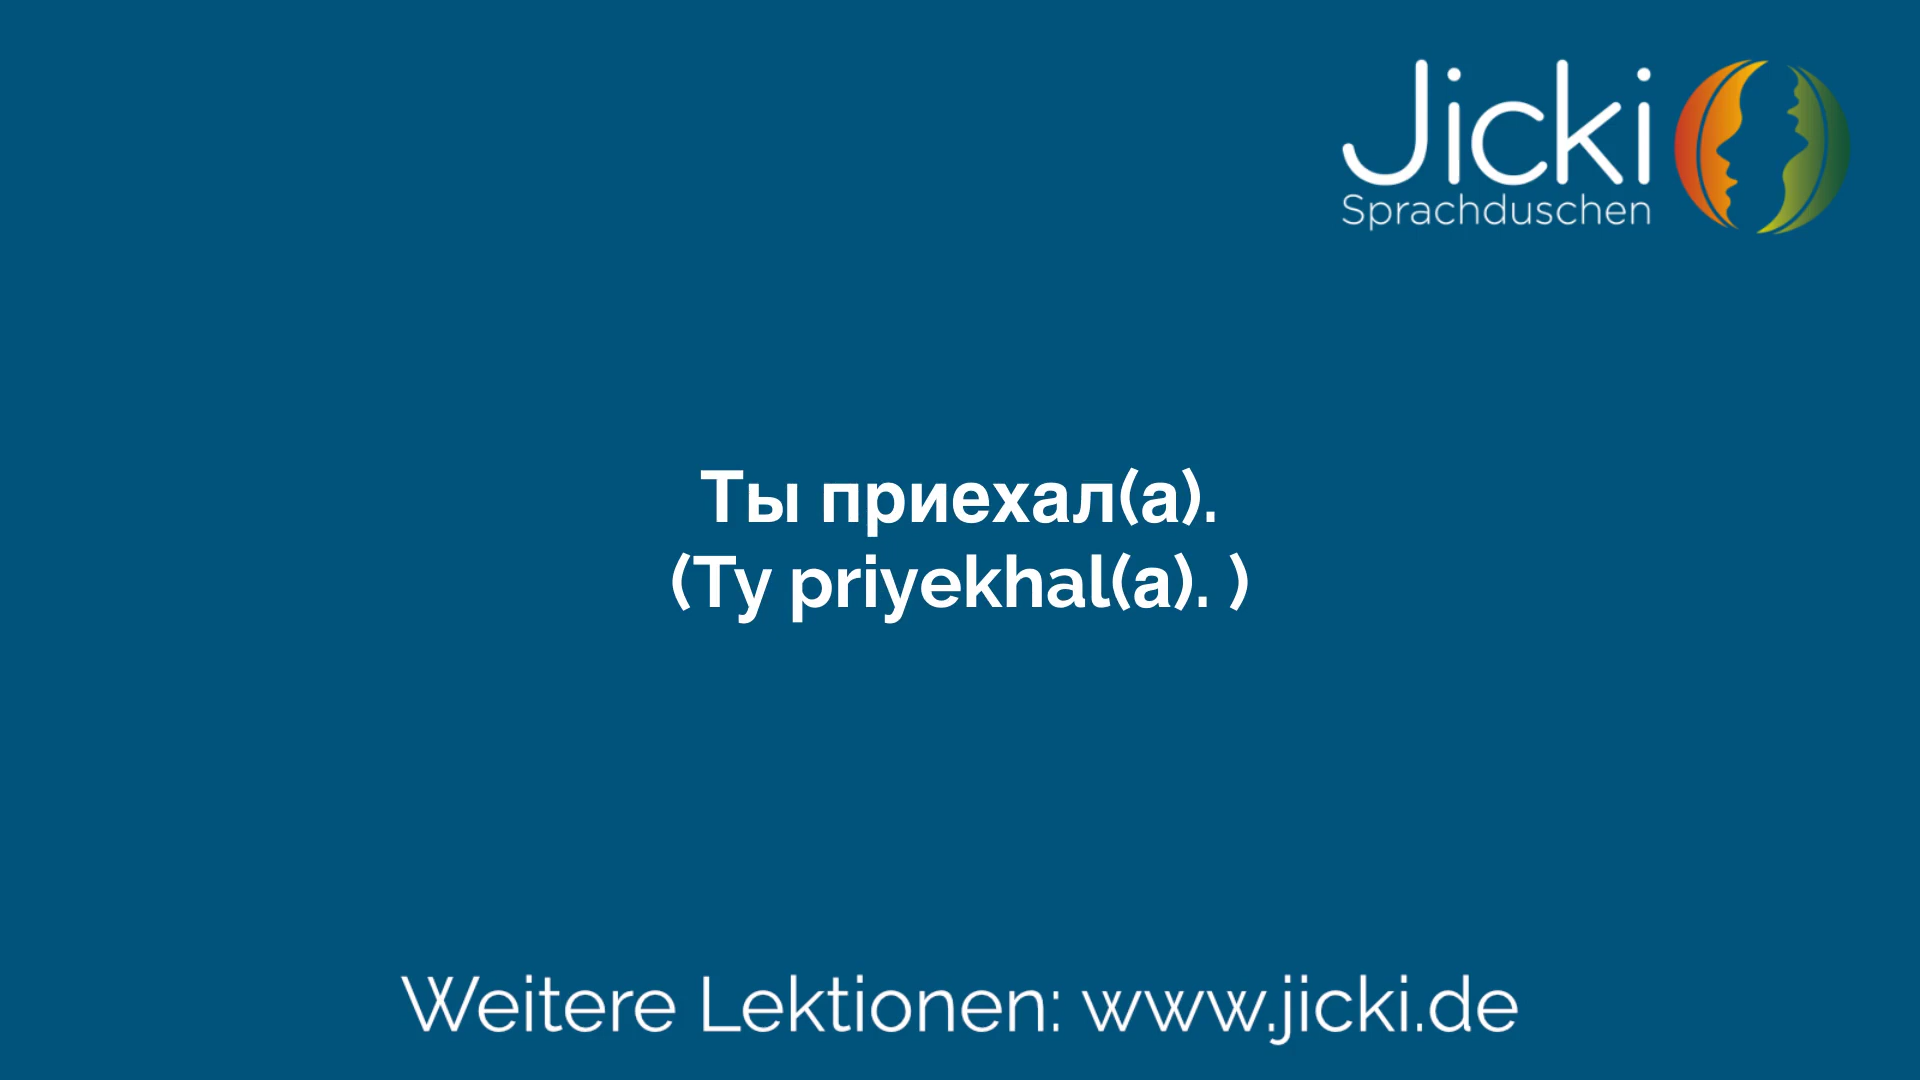 Jicki
Sprachduschen
Ты приехал(а).
(Ty priyekhal(a). )
Weitere Lektionen: www.jicki.de